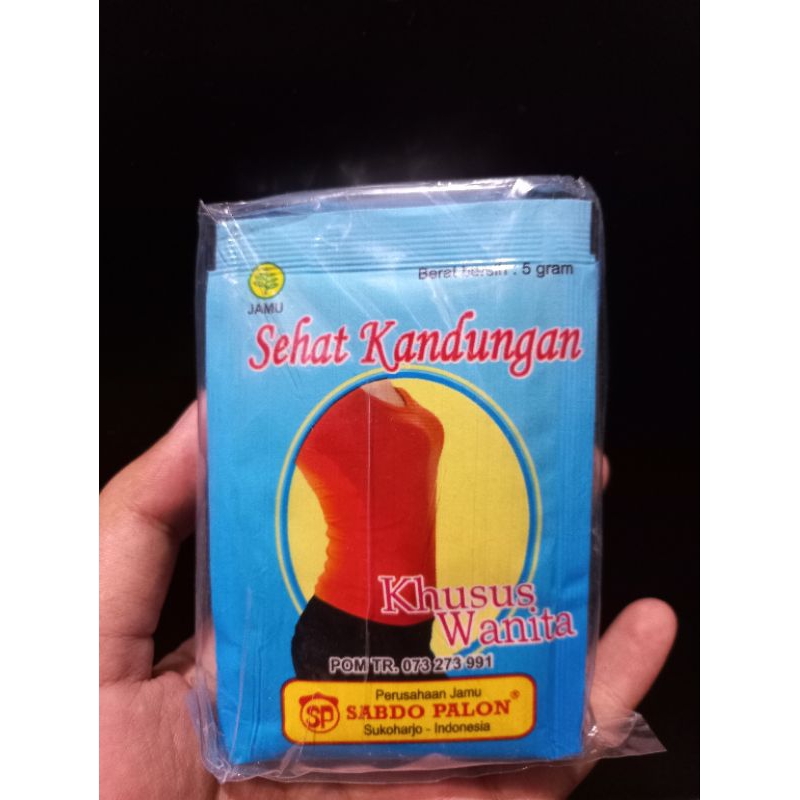 Berat bersih : 5 gram
JAMU
Sehat Kandungan
Khusus
Wanita
POM TR. 073 273 991
Perusahaan Jamu
SP SABDO PALON®
Sukoharjo - Indonesia